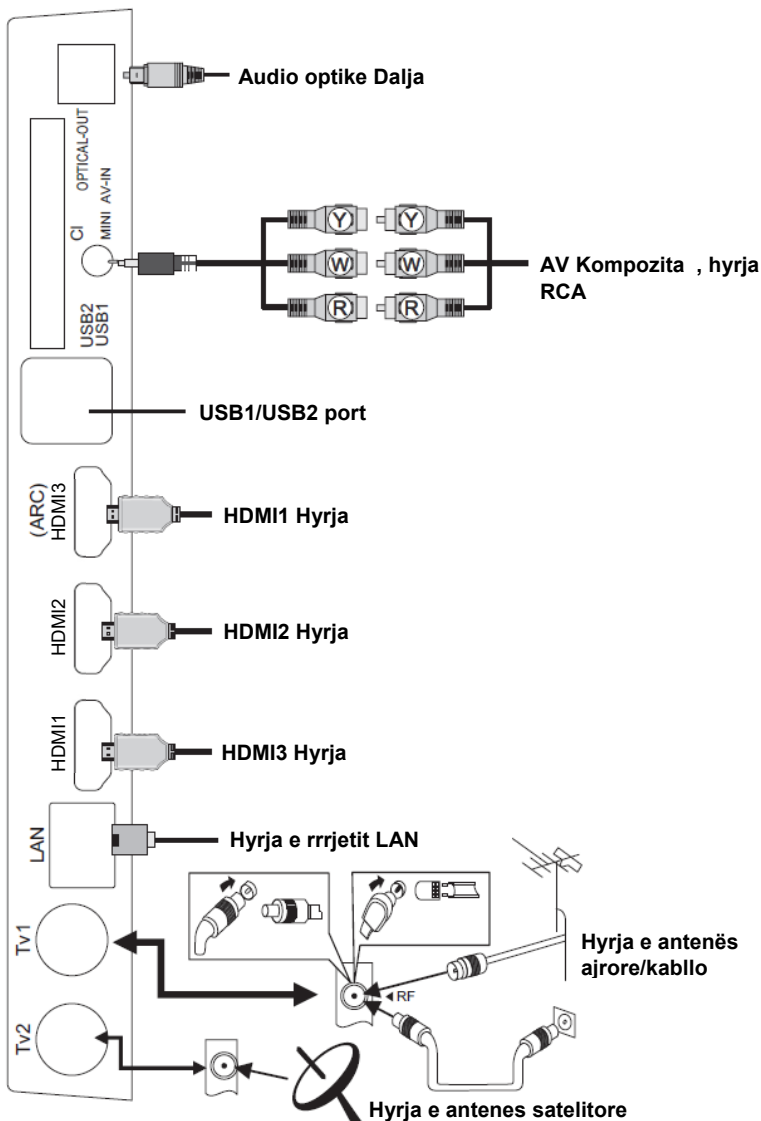 Audio optike Dalja
OPTICAL-OUT
CI
MINI AV-IN
Y
Y
W
W
R
R
AV Kompozita , hyrja
RCA
USB2
USB1
USB1/USB2 port
(ARC)
HDMI3
HDMI1 Hyrja
HDMI2
HDMI2 Hyrja
HDMI1
HDMI3 Hyrja
LAN
Hyrja e rrrjetit LAN
Tv1
Hyrja e antenës
ajrore/kabllo
RF
Tv2
Hyrja e antenes satelitore